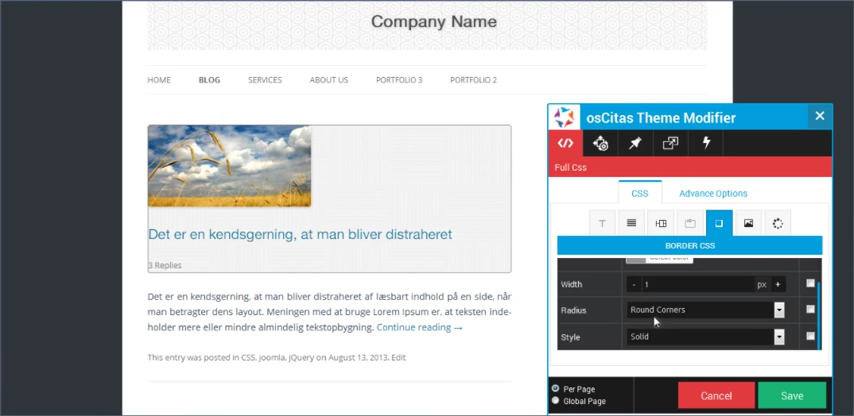 Company Name
HOME BLOG SERVICES ABOUT US PORTFOLIO 3 PORTFOLIO 2
Det er en kendsgerning, at man bliver distraheret
3 Replies
Det er en kendsgerning, at man bliver distraheret af læsbart indhold på en side, når
man betragter dens layout. Meningen med at bruge Lorem Ipsum er, at teksten inde-
holder mere eller mindre almindelig tekstopbygning. Continue reading →
This entry was posted in CSS, joomla, jQuery on August 13, 2013. Edit
osCitas Theme Modifier
Full Css
CSS Advance Options
BORDER CSS
Select Color
Width - 1 px +
Radius Round Corners
Style Solid
Per Page
Global Page
Cancel Save